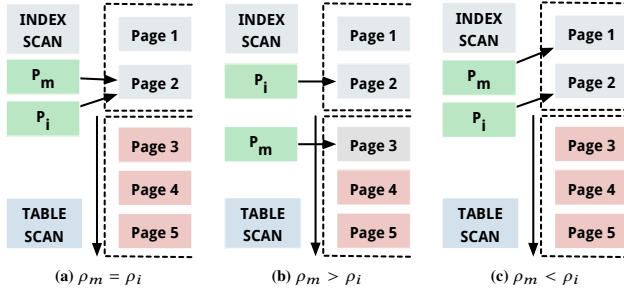 INDEX
SCAN
Page 1
P_m
Page 2
P_i
Page 3
Page 4
TABLE
SCAN
Page 5
(a) ρ_m = ρ_i
INDEX
SCAN
Page 1
P_i
Page 2
P_m
Page 3
Page 4
TABLE
SCAN
Page 5
(b) ρ_m > ρ_i
INDEX
SCAN
Page 1
P_m
Page 2
P_i
Page 3
Page 4
TABLE
SCAN
Page 5
(c) ρ_m < ρ_i